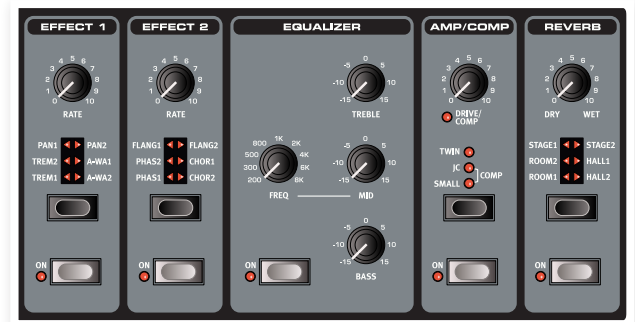 EFFECT 1
0 1 2 3 4 5 6 7 8 9 10
RATE
PAN1 PAN2
TREM2 A-WA1
TREM1 A-WA2
ON
EFFECT 2
0 1 2 3 4 5 6 7 8 9 10
RATE
FLANG1 FLANG2
PHAS2 CHOR1
PHAS1 CHOR2
ON
EQUALIZER
-15 -10 -5 0 5 10 15
TREBLE
200 300 500 800 1K 2K 4K 6K 8K
FREQ
-15 -10 -5 0 5 10 15
MID
-15 -10 -5 0 5 10 15
BASS
ON
AMP/COMP
0 1 2 3 4 5 6 7 8 9 10
DRIVE/
COMP
TWIN
JC
COMP
SMALL
ON
REVERB
0 1 2 3 4 5 6 7 8 9 10
DRY WET
STAGE1 STAGE2
ROOM2 HALL1
ROOM1 HALL2
ON